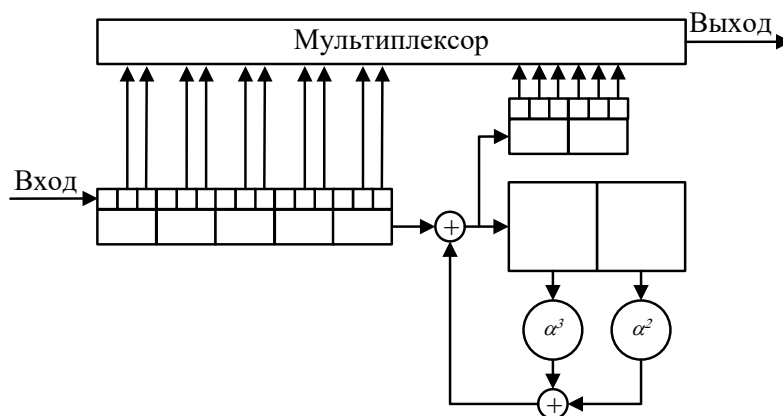 Выход
Мультиплексор
Вход
+
α³ α²
+